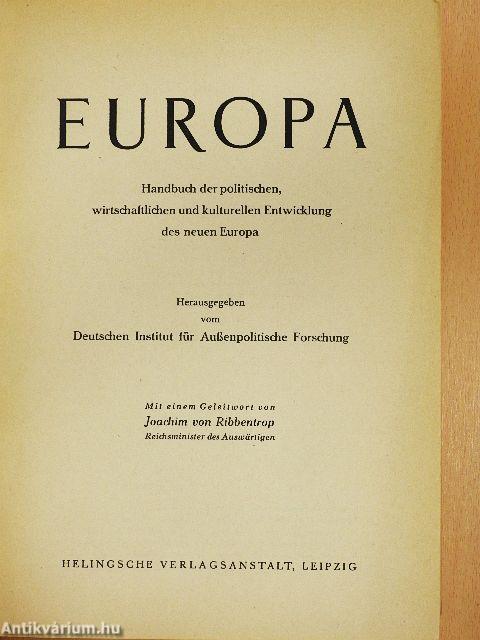 EUROPA
Handbuch der politischen,
wirtschaftlichen und kulturellen Entwicklung
des neuen Europa
Herausgegeben
vom
Deutschen Institut für Außenpolitische Forschung
Mit einem Geleitwort von
Joachim von Ribbentrop
Reichsminister des Auswärtigen
HELINGSCHE VERLAGSANSTALT, LEIPZIG
Antikvárium.hu